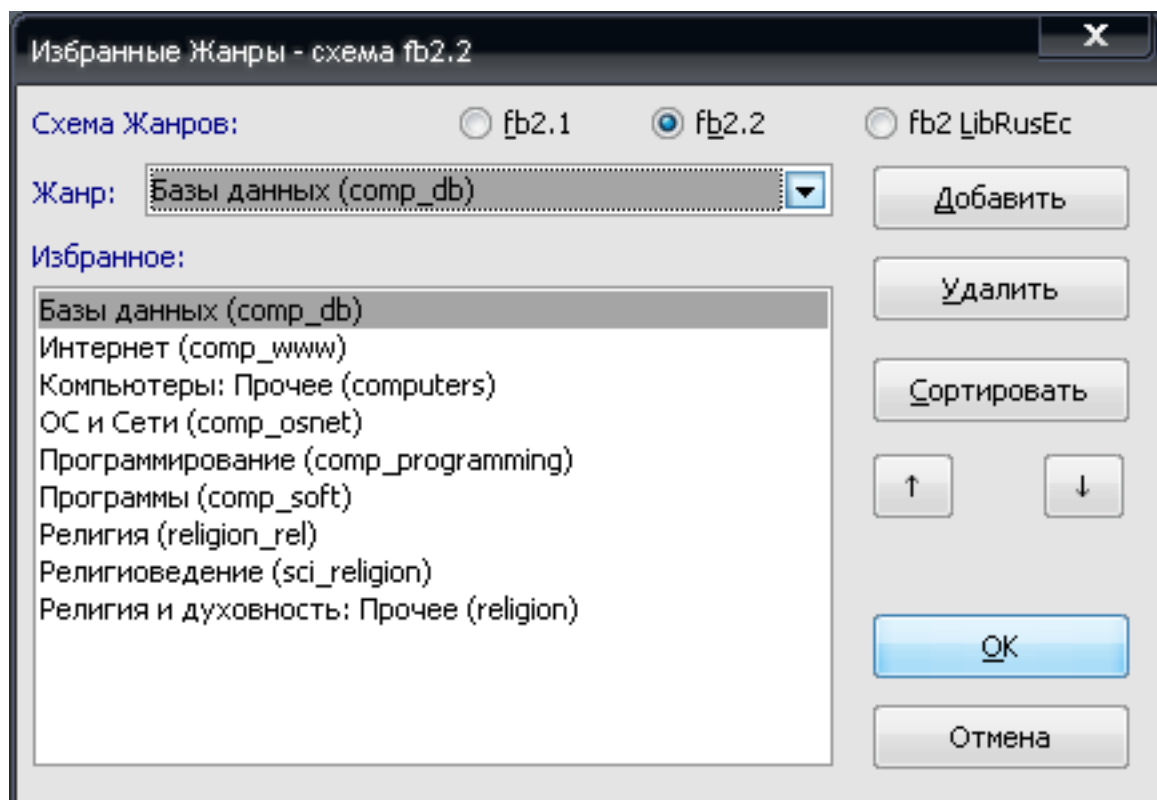 Избранные Жанры - схема fb2.2
X
Схема Жанров: fb2.1 fb2.2 fb2 LibRusEc
Жанр: Базы данных (comp_db) Добавить
Избранное:
Удалить
Базы данных (comp_db)
Интернет (comp_www)
Компьютеры: Прочее (computers)
Сортировать
ОС и Сети (comp_osnet)
Программирование (comp_programming)
Программы (comp_soft)
↑ ↓
Религия (religion_rel)
Религиоведение (sci_religion)
Религия и духовность: Прочее (religion)
OK
Отмена